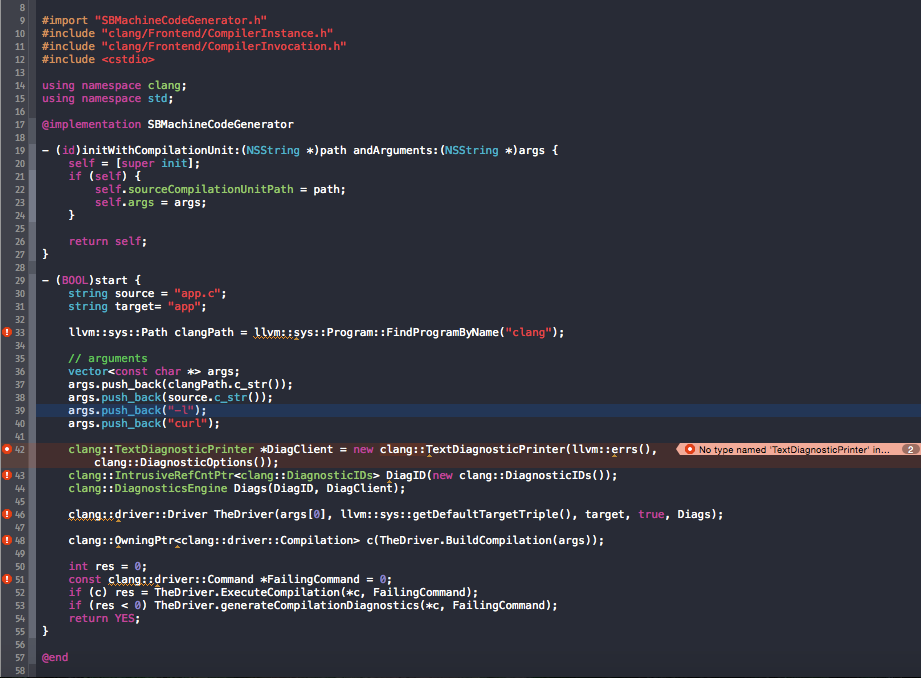 8
9 #import "SBMachineCodeGenerator.h"
10 #include "clang/Frontend/CompilerInstance.h"
11 #include "clang/Frontend/CompilerInvocation.h"
12 #include <cstdio>
13
14 using namespace clang;
15 using namespace std;
16
17 @implementation SBMachineCodeGenerator
18
19 - (id)initWithCompilationUnit:(NSString *)path andArguments:(NSString *)args {
20     self = [super init];
21     if (self) {
22         self.sourceCompilationUnitPath = path;
23         self.args = args;
24     }
25
26     return self;
27 }
28
29 - (BOOL)start {
30     string source = "app.c";
31     string target= "app";
32
33     llvm::sys::Path clangPath = llvm::sys::Program::FindProgramByName("clang");
34
35     // arguments
36     vector<const char *> args;
37     args.push_back(clangPath.c_str());
38     args.push_back(source.c_str());
39     args.push_back("-l");
40     args.push_back("curl");
41
42     clang::TextDiagnosticPrinter *DiagClient = new clang::TextDiagnosticPrinter(llvm::errs(), No type named 'TextDiagnosticPrinter' in... 2
        clang::DiagnosticOptions());
43     clang::IntrusiveRefCntPtr<clang::DiagnosticIDs> DiagID(new clang::DiagnosticIDs());
44     clang::DiagnosticsEngine Diags(DiagID, DiagClient);
45
46     clang::driver::Driver TheDriver(args[0], llvm::sys::getDefaultTargetTriple(), target, true, Diags);
47
48     clang::OwningPtr<clang::driver::Compilation> c(TheDriver.BuildCompilation(args));
49
50     int res = 0;
51     const clang::driver::Command *FailingCommand = 0;
52     if (c) res = TheDriver.ExecuteCompilation(*c, FailingCommand);
53     if (res < 0) TheDriver.generateCompilationDiagnostics(*c, FailingCommand);
54     return YES;
55 }
56
57 @end
58